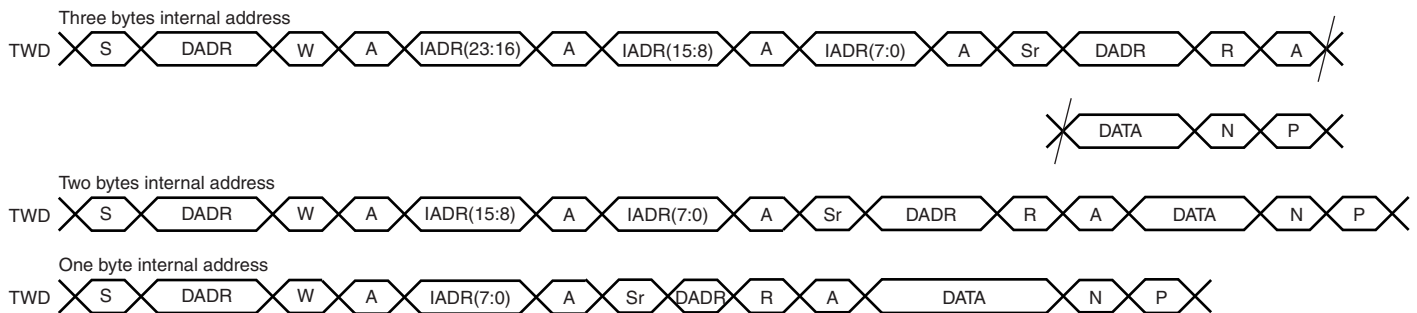 Three bytes internal address
TWD S DADR W A IADR(23:16) A IADR(15:8) A IADR(7:0) A Sr DADR R A
DATA N P
Two bytes internal address
TWD S DADR W A IADR(15:8) A IADR(7:0) A Sr DADR R A DATA N P
One byte internal address
TWD S DADR W A IADR(7:0) A Sr DADR R A DATA N P